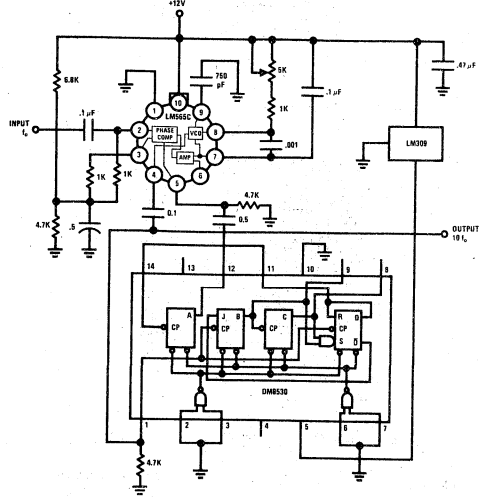 +12V
6.8K
750
pF
5K
.47 μF
1
10
9
LM565C
1K
.1 μF
.1 μF
INPUT
fo
2
PHASE
COMP
VCO
8
LM309
3
AMP
7
.001
1K
1K
4
5
6
4.7K
4.7K
.5
0.1
0.5
OUTPUT
10 fo
14
13
12
11
10
9
8
A
J
B
C
R
D
CP
CP
CP
CP
S
D
DM8530
1
2
3
4
5
6
7
4.7K